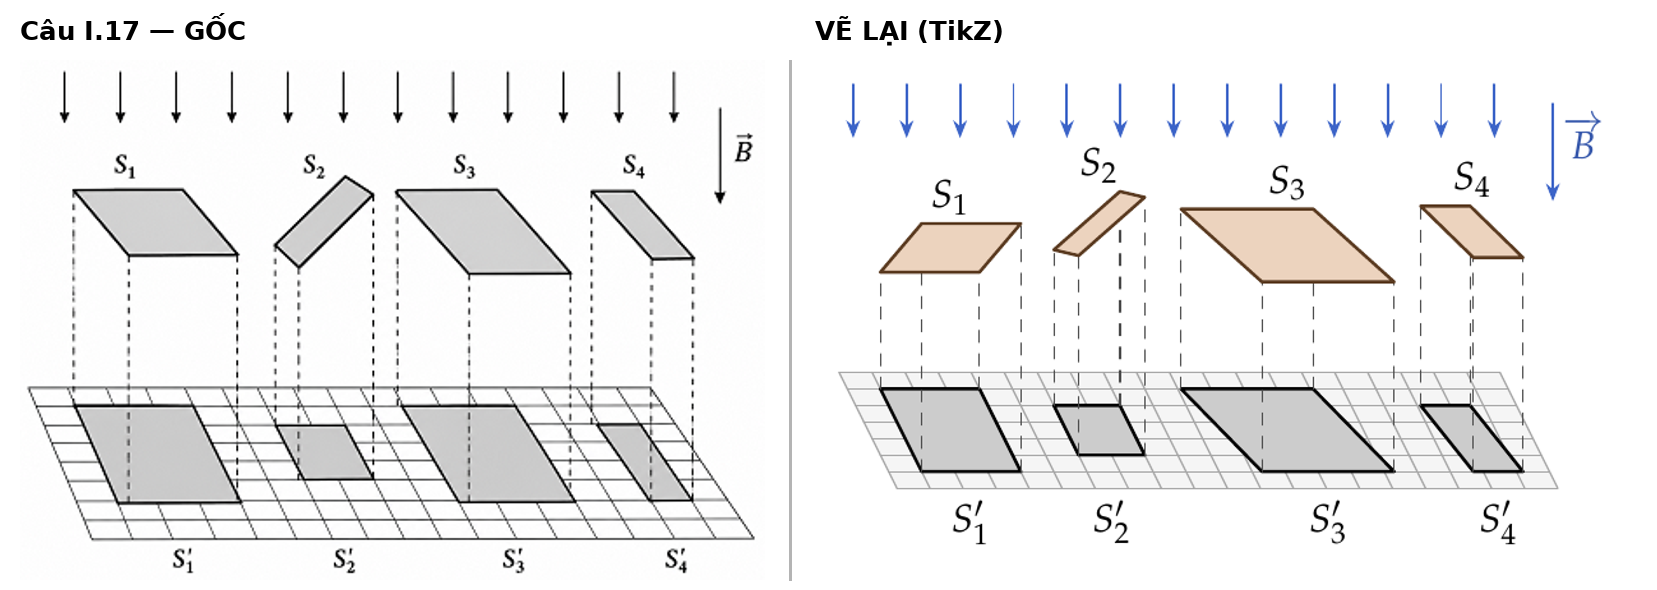 Câu I.17 — GỐC
B⃗
S₁ S₂ S₃ S₄
S′₁ S′₂ S′₃ S′₄
VẼ LẠI (TikZ)
B⃗
S₁ S₂ S₃ S₄
S′₁ S′₂ S′₃ S′₄